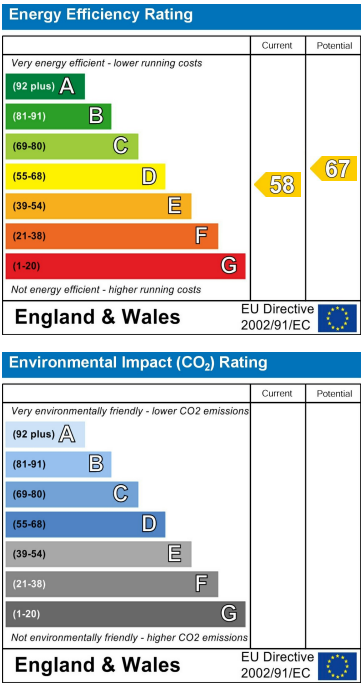 Energy Efficiency Rating
Current Potential
Very energy efficient - lower running costs
(92 plus) A
(81-91) B
(69-80) C
(55-68) D
(39-54) E
(21-38) F
(1-20) G
58
67
Not energy efficient - higher running costs
England & Wales
EU Directive
2002/91/EC
Environmental Impact (CO₂) Rating
Current Potential
Very environmentally friendly - lower CO2 emissions
(92 plus) A
(81-91) B
(69-80) C
(55-68) D
(39-54) E
(21-38) F
(1-20) G
Not environmentally friendly - higher CO2 emissions
England & Wales
EU Directive
2002/91/EC